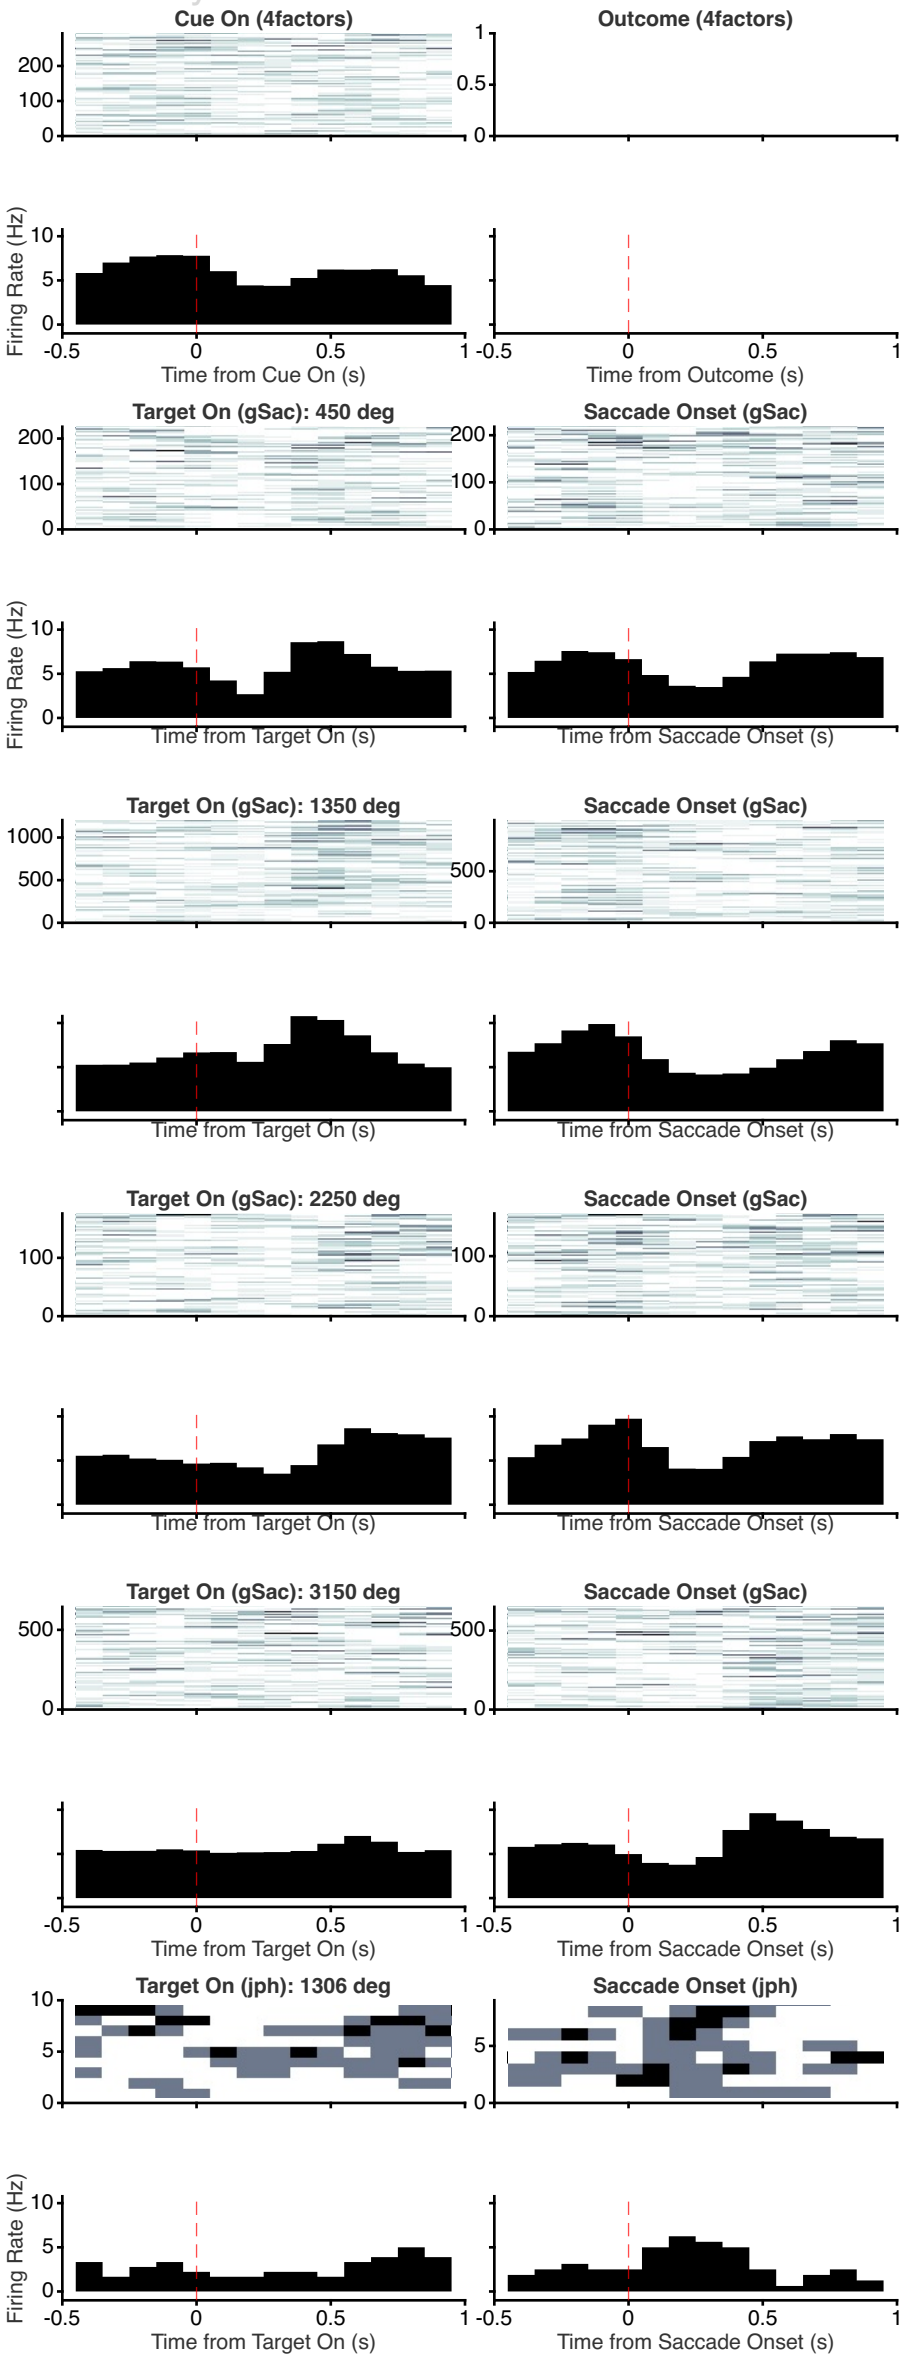 Cue On (4factors) Outcome (4factors)
200 100 0 1 0.5 0
Firing Rate (Hz)
10 5 0
-0.5 0 0.5 1 -0.5 0 0.5 1
Time from Cue On (s) Time from Outcome (s)
Target On (gSac): 450 deg Saccade Onset (gSac)
200 100 0 200 100 0
Firing Rate (Hz)
10 5 0
Time from Target On (s) Time from Saccade Onset (s)
Target On (gSac): 1350 deg Saccade Onset (gSac)
1000 500 0 500 0
Time from Target On (s) Time from Saccade Onset (s)
Target On (gSac): 2250 deg Saccade Onset (gSac)
100 0 100 0
Time from Target On (s) Time from Saccade Onset (s)
Target On (gSac): 3150 deg Saccade Onset (gSac)
500 0 500 0
-0.5 0 0.5 1 -0.5 0 0.5 1
Time from Target On (s) Time from Saccade Onset (s)
Target On (jph): 1306 deg Saccade Onset (jph)
10 5 0 5 0
Firing Rate (Hz)
10 5 0
-0.5 0 0.5 1 -0.5 0 0.5 1
Time from Target On (s) Time from Saccade Onset (s)